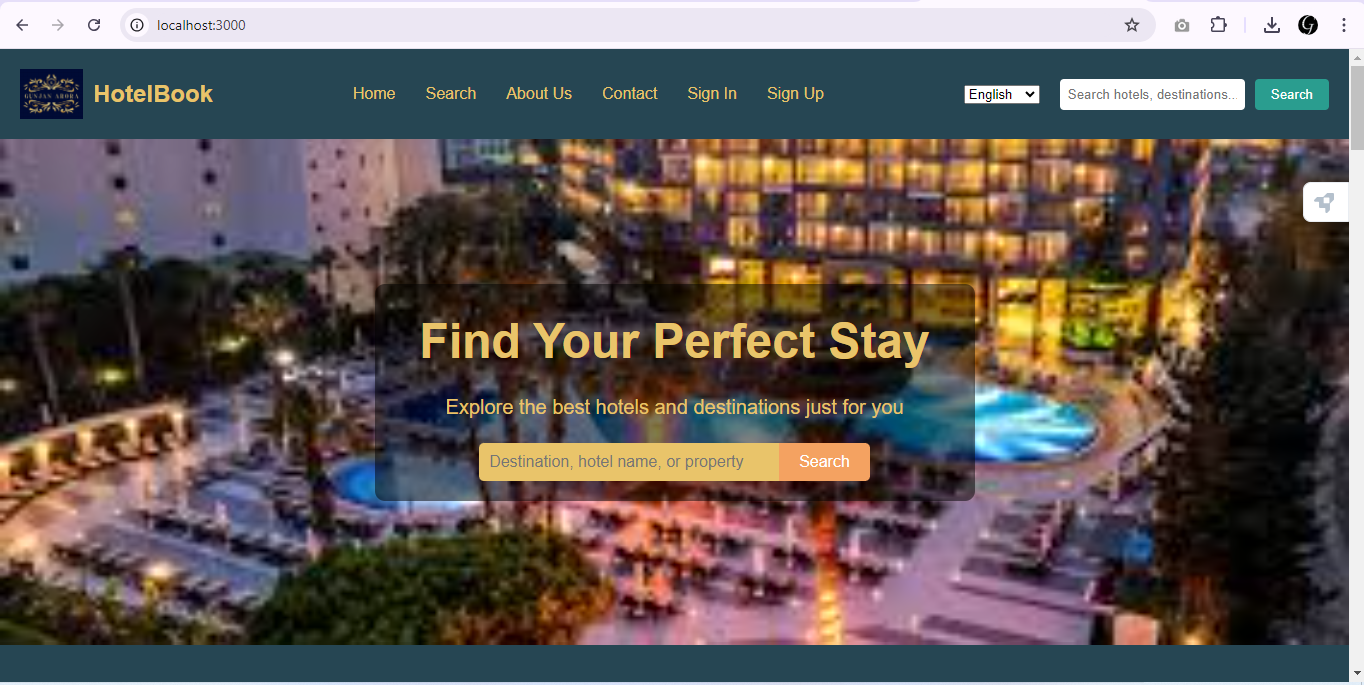 localhost:3000
GUNJAN ARORA
HotelBook
Home Search About Us Contact Sign In Sign Up
English
Search hotels, destinations...
Search
Find Your Perfect Stay
Explore the best hotels and destinations just for you
Destination, hotel name, or property
Search